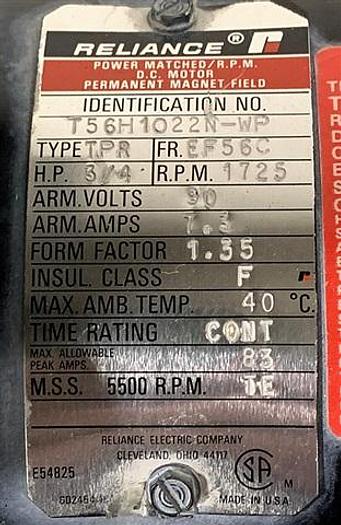 RELIANCE ®
POWER MATCHED/R.P.M.
D.C. MOTOR
PERMANENT MAGNET FIELD
IDENTIFICATION NO.
T56H1022N-WP
TYPE TPR FR. EF56C
H.P. 3/4 R.P.M. 1725
ARM.VOLTS 90
ARM.AMPS 7.3
FORM FACTOR 1.35
INSUL. CLASS F
MAX. AMB. TEMP. 40 °C.
TIME RATING CONT
MAX. ALLOWABLE PEAK AMPS. 83
M.S.S. 5500 R.P.M. TE
RELIANCE ELECTRIC COMPANY
CLEVELAND, OHIO 44117
E54825
SA M
MADE IN U.S.A.